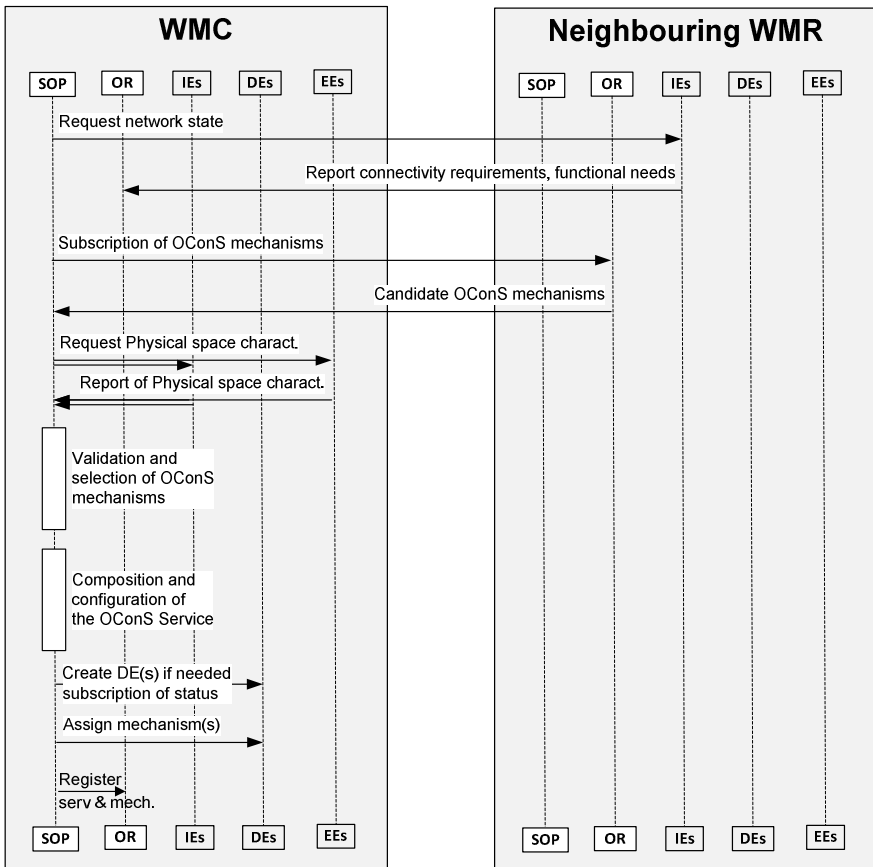 WMC
Neighbouring WMR
SOP OR IEs DEs EEs
SOP OR IEs DEs EEs
Request network state
Report connectivity requirements, functional needs
Subscription of OConS mechanisms
Candidate OConS mechanisms
Request Physical space charact.
Report of Physical space charact.
Validation and
selection of OConS
mechanisms
Composition and
configuration of
the OConS Service
Create DE(s) if needed
subscription of status
Assign mechanism(s)
Register
serv & mech.
SOP OR IEs DEs EEs
SOP OR IEs DEs EEs